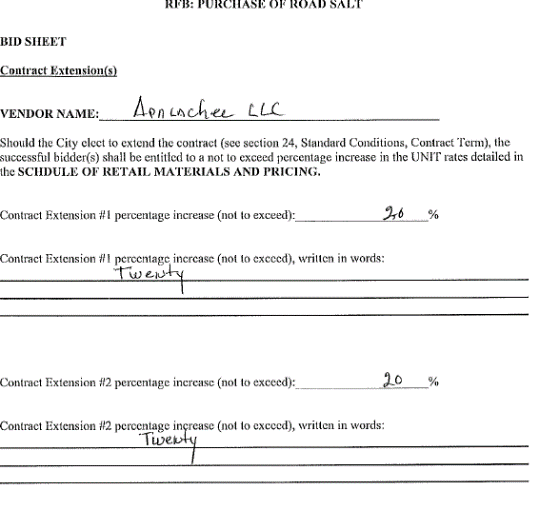 RFB: PURCHASE OF ROAD SALT
BID SHEET
Contract Extension(s)
VENDOR NAME: LLC
Should the City elect to extend the contract (see section 24, Standard Conditions, Contract Term), the
successful bidder(s) shall be entitled to a not to exceed percentage increase in the UNIT rates detailed in
the SCHDULE OF RETAIL MATERIALS AND PRICING.
Contract Extension #1 percentage increase (not to exceed): 20 %
Contract Extension #1 percentage increase (not to exceed), written in words:
Twenty
Contract Extension #2 percentage increase (not to exceed): 20 %
Contract Extension #2 percentage increase (not to exceed), written in words:
Twenty